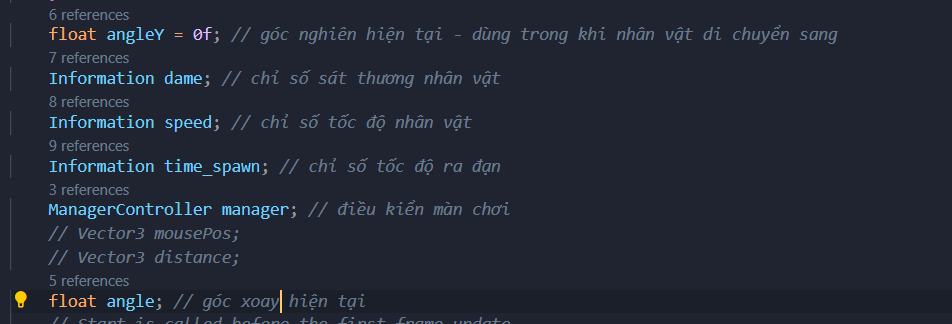 6 references
float angleY = 0f; // góc nghiên hiện tại - dùng trong khi nhân vật di chuyển sang
7 references
Information dame; // chỉ số sát thương nhân vật
8 references
Information speed; // chỉ số tốc độ nhân vật
9 references
Information time_spawn; // chỉ số tốc độ ra đạn
3 references
ManagerController manager; // điều kiển màn chơi
// Vector3 mousePos;
// Vector3 distance;
5 references
float angle; // góc xoay hiện tại
// Start is called before the first frame update